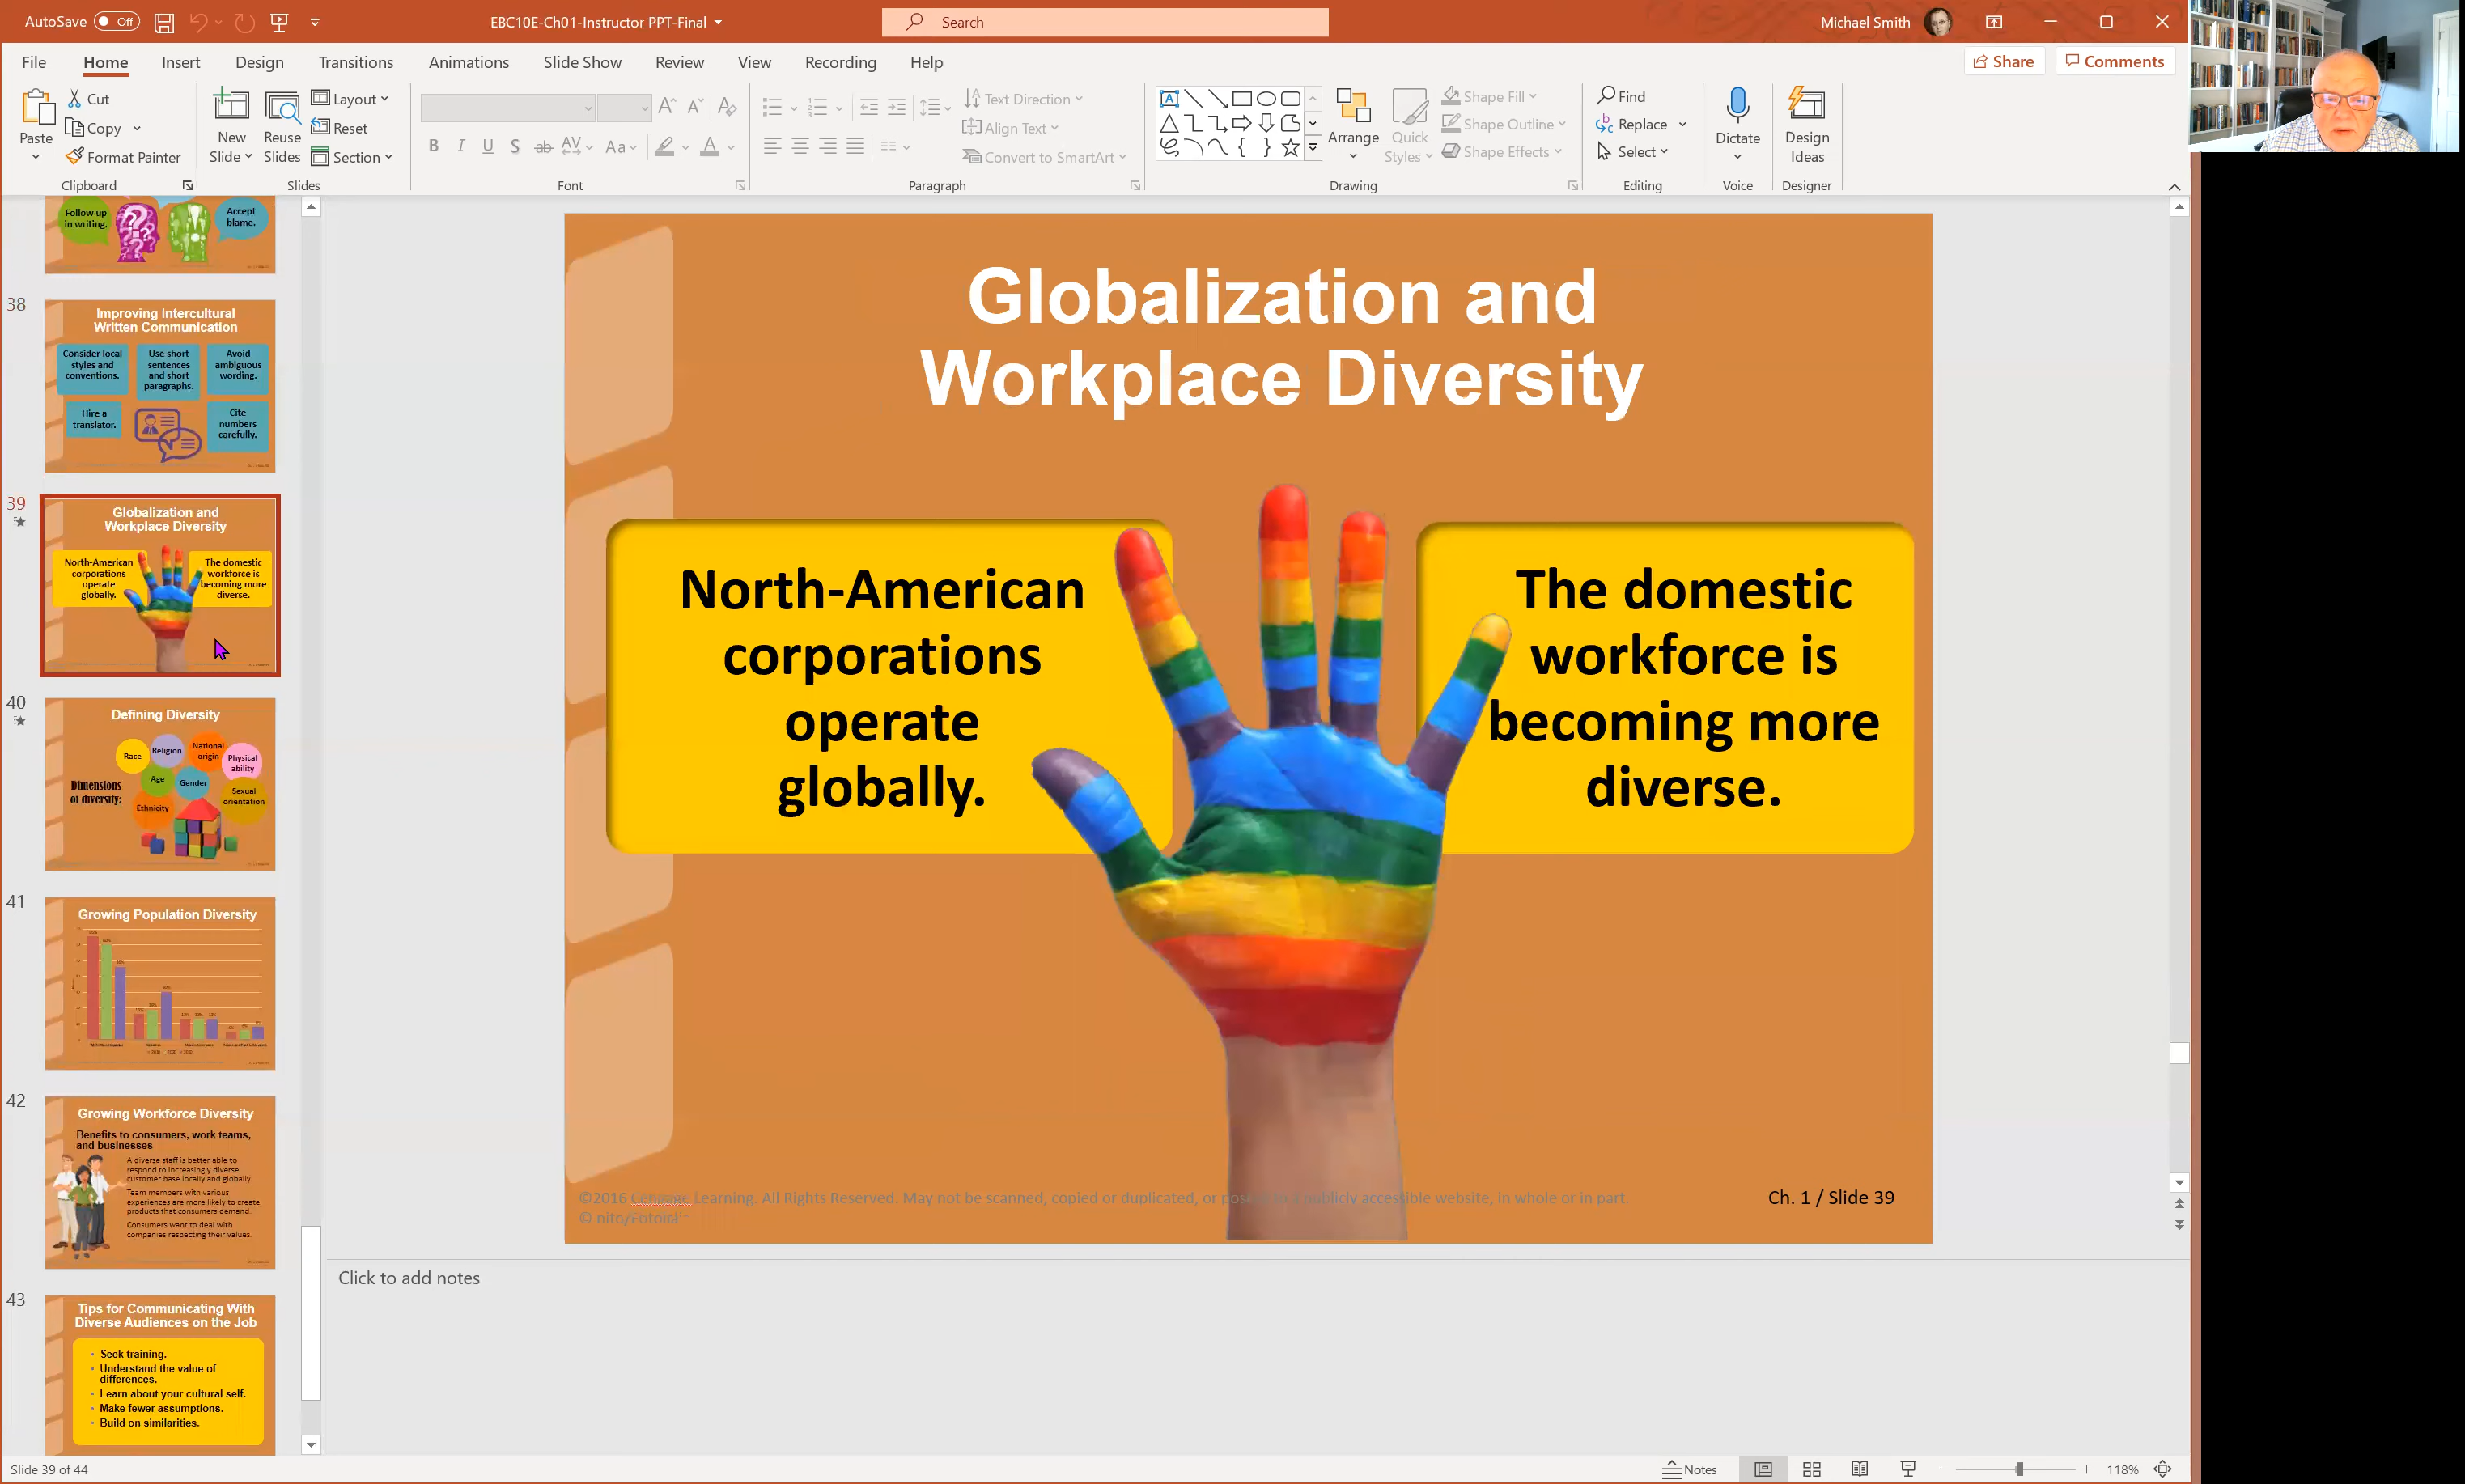 AutoSave Off EBC10E-Ch01-Instructor PPT-Final Search Michael Smith
File Home Insert Design Transitions Animations Slide Show Review View Recording Help Share Comments
Paste Cut Copy Format Painter
Clipboard
New Slide Reuse Slides Layout Reset Section
Slides
Font
Text Direction
Align Text
Convert to SmartArt
Paragraph
Arrange Quick Styles Shape Fill Shape Outline Shape Effects
Drawing
Find
Replace
Select
Editing
Dictate
Voice
Design Ideas
Designer
Follow up
in writing.
Accept
blame.
38
Improving Intercultural
Written Communication
Consider local
styles and
conventions.
Use short
sentences
and short
paragraphs.
Avoid
ambiguous
wording.
Hire a
translator.
Cite
numbers
carefully.
39
Globalization and
Workplace Diversity
North-American
corporations
operate
globally.
The domestic
workforce is
becoming more
diverse.
40
Defining Diversity
Race
Religion
National
origin
Physical
ability
Age
Gender
Dimensions
of diversity:
Ethnicity
Sexual
orientation
41
Growing Population Diversity
42
Growing Workforce Diversity
Benefits to consumers, work teams,
and businesses
A diverse staff is better able to
respond to increasingly diverse
customer base locally and globally.
Team members with various
experiences are more likely to create
products that consumers demand.
Consumers want to deal with
companies respecting their values.
43
Tips for Communicating With
Diverse Audiences on the Job
• Seek training.
• Understand the value of
differences.
• Learn about your cultural self.
• Make fewer assumptions.
• Build on similarities.
Globalization and
Workplace Diversity
North-American
corporations
operate
globally.
The domestic
workforce is
becoming more
diverse.
©2016 Cengage Learning. All Rights Reserved. May not be scanned, copied or duplicated, or posted to a publicly accessible website, in whole or in part.
© nito/Fotolia
Ch. 1 / Slide 39
Click to add notes
Slide 39 of 44 Notes 118%